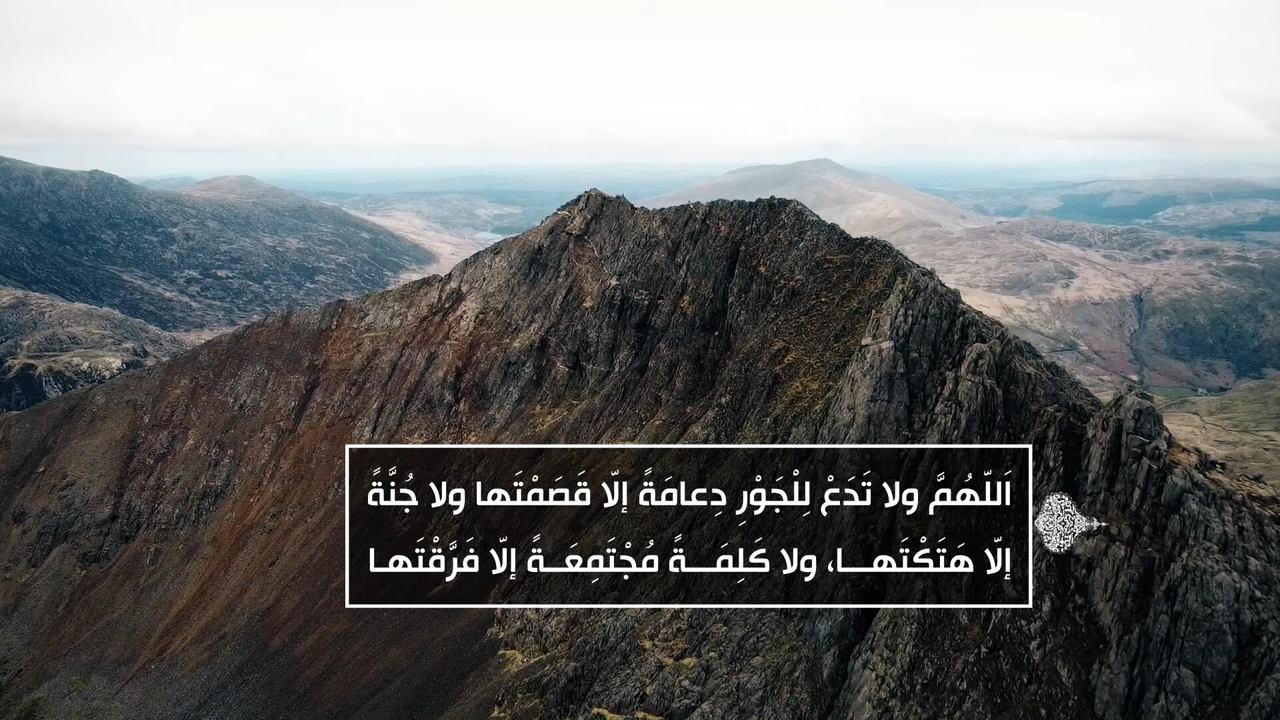 اَللّهُمَّ ولا تَدَعْ لِلْجَوْرِ دِعامَةً إلّا قَصَمْتَها ولا جُنَّةً
إلّا هَتَكْتَهـــا، ولا كَلِمَـــةً مُجْتَمِعَـــةً إلّا فَرَّقْتَهـا